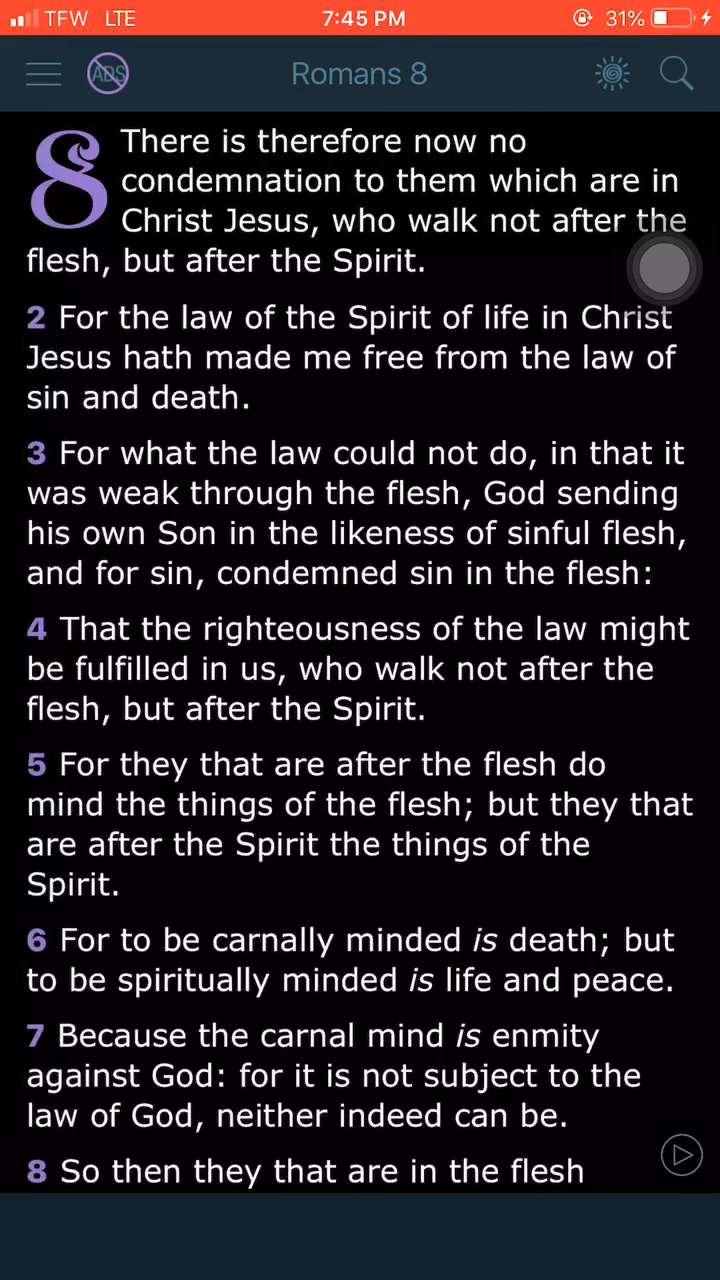 TFW LTE 7:45 PM 31%
ADS Romans 8
8 There is therefore now no
condemnation to them which are in
Christ Jesus, who walk not after the
flesh, but after the Spirit.
2 For the law of the Spirit of life in Christ
Jesus hath made me free from the law of
sin and death.
3 For what the law could not do, in that it
was weak through the flesh, God sending
his own Son in the likeness of sinful flesh,
and for sin, condemned sin in the flesh:
4 That the righteousness of the law might
be fulfilled in us, who walk not after the
flesh, but after the Spirit.
5 For they that are after the flesh do
mind the things of the flesh; but they that
are after the Spirit the things of the
Spirit.
6 For to be carnally minded is death; but
to be spiritually minded is life and peace.
7 Because the carnal mind is enmity
against God: for it is not subject to the
law of God, neither indeed can be.
8 So then they that are in the flesh